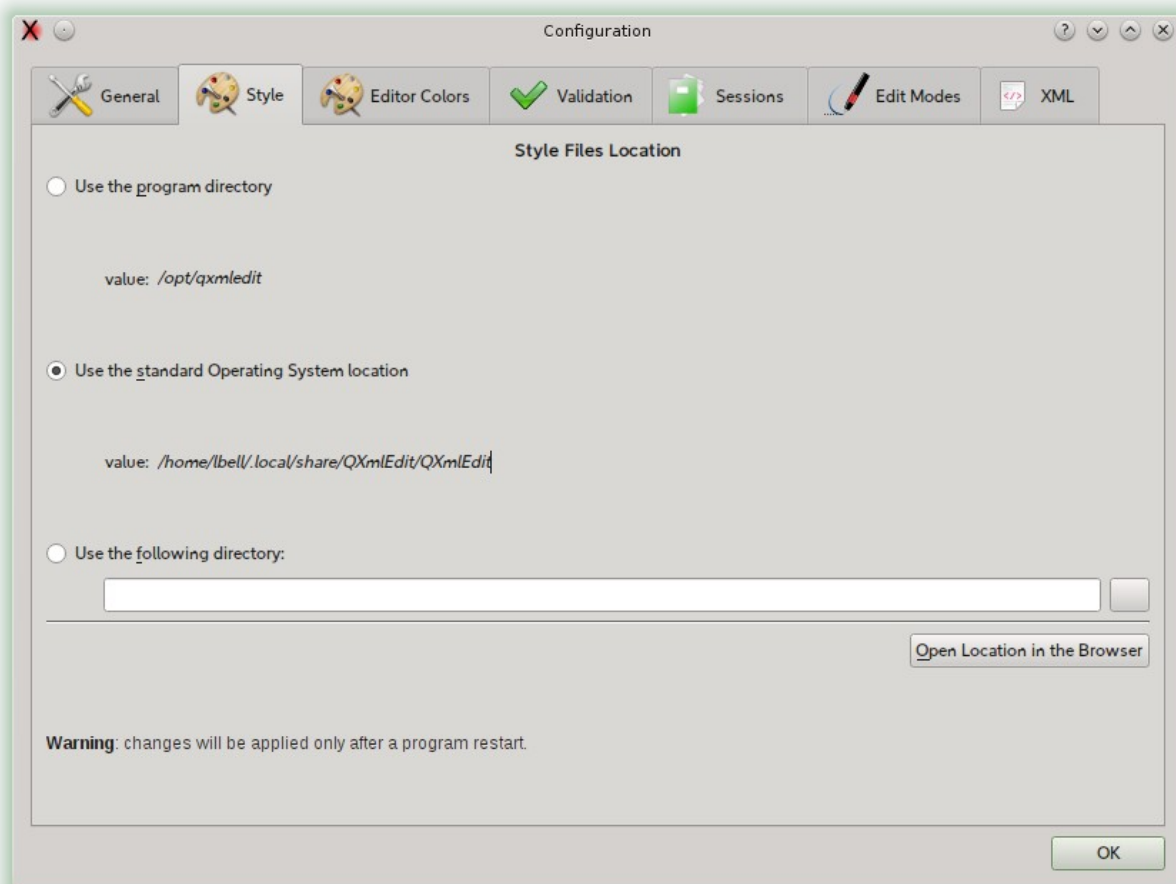 Configuration
General Style Editor Colors Validation Sessions Edit Modes XML
Style Files Location
Use the program directory
value: /opt/qxmledit
Use the standard Operating System location
value: /home/lbell/.local/share/QXmlEdit/QXmlEdit
Use the following directory:
Open Location in the Browser
Warning: changes will be applied only after a program restart.
OK